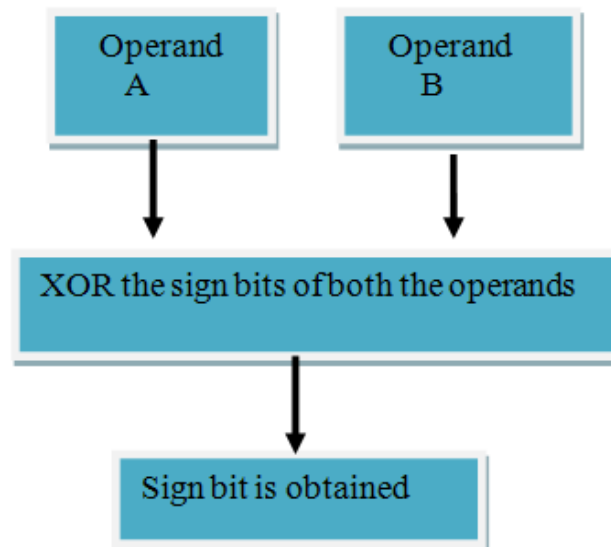 Operand
A
Operand
B
XOR the sign bits of both the operands
Sign bit is obtained